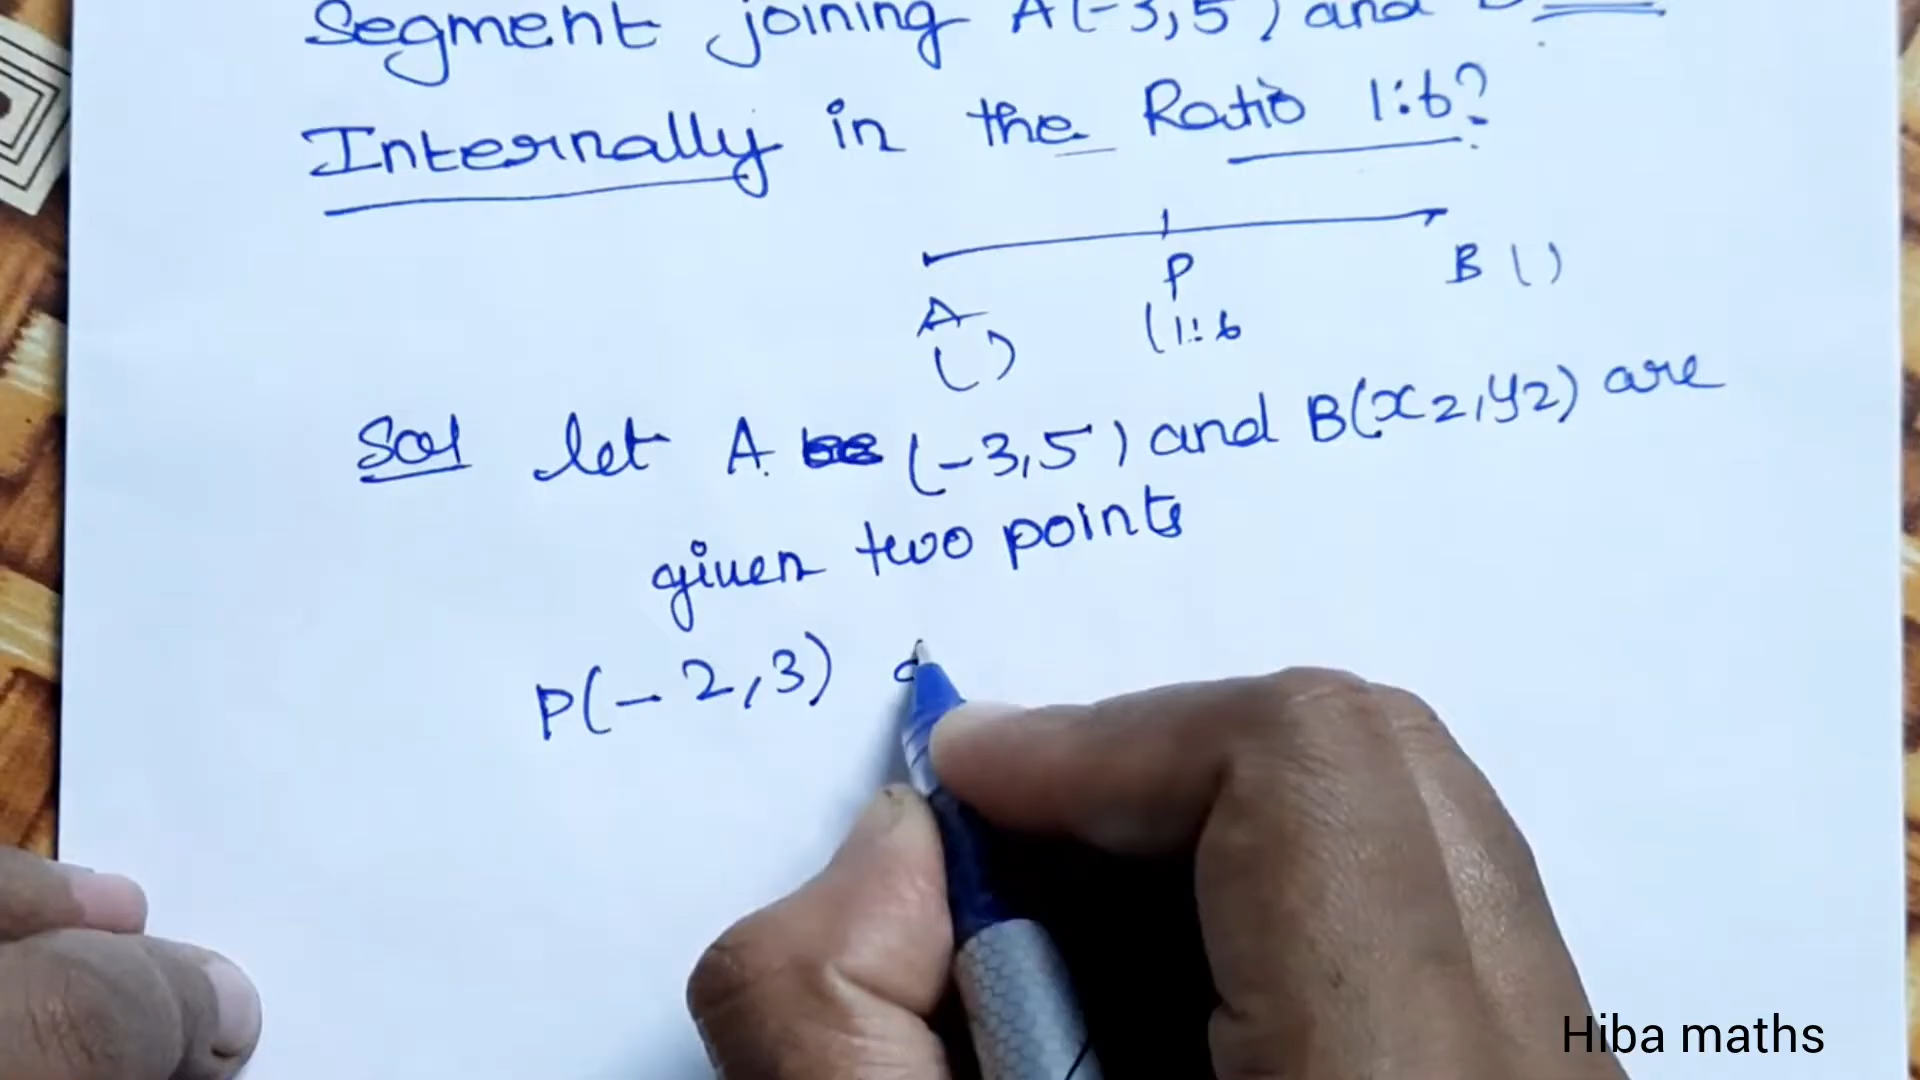 Segment joining A(-3,5) and
Internally in the Ratio 1:6?
P
B ( )
A
(1:6
( )
Sol let A (-3,5) and B(x2,y2) are
given two points
P(-2,3)
Hiba maths